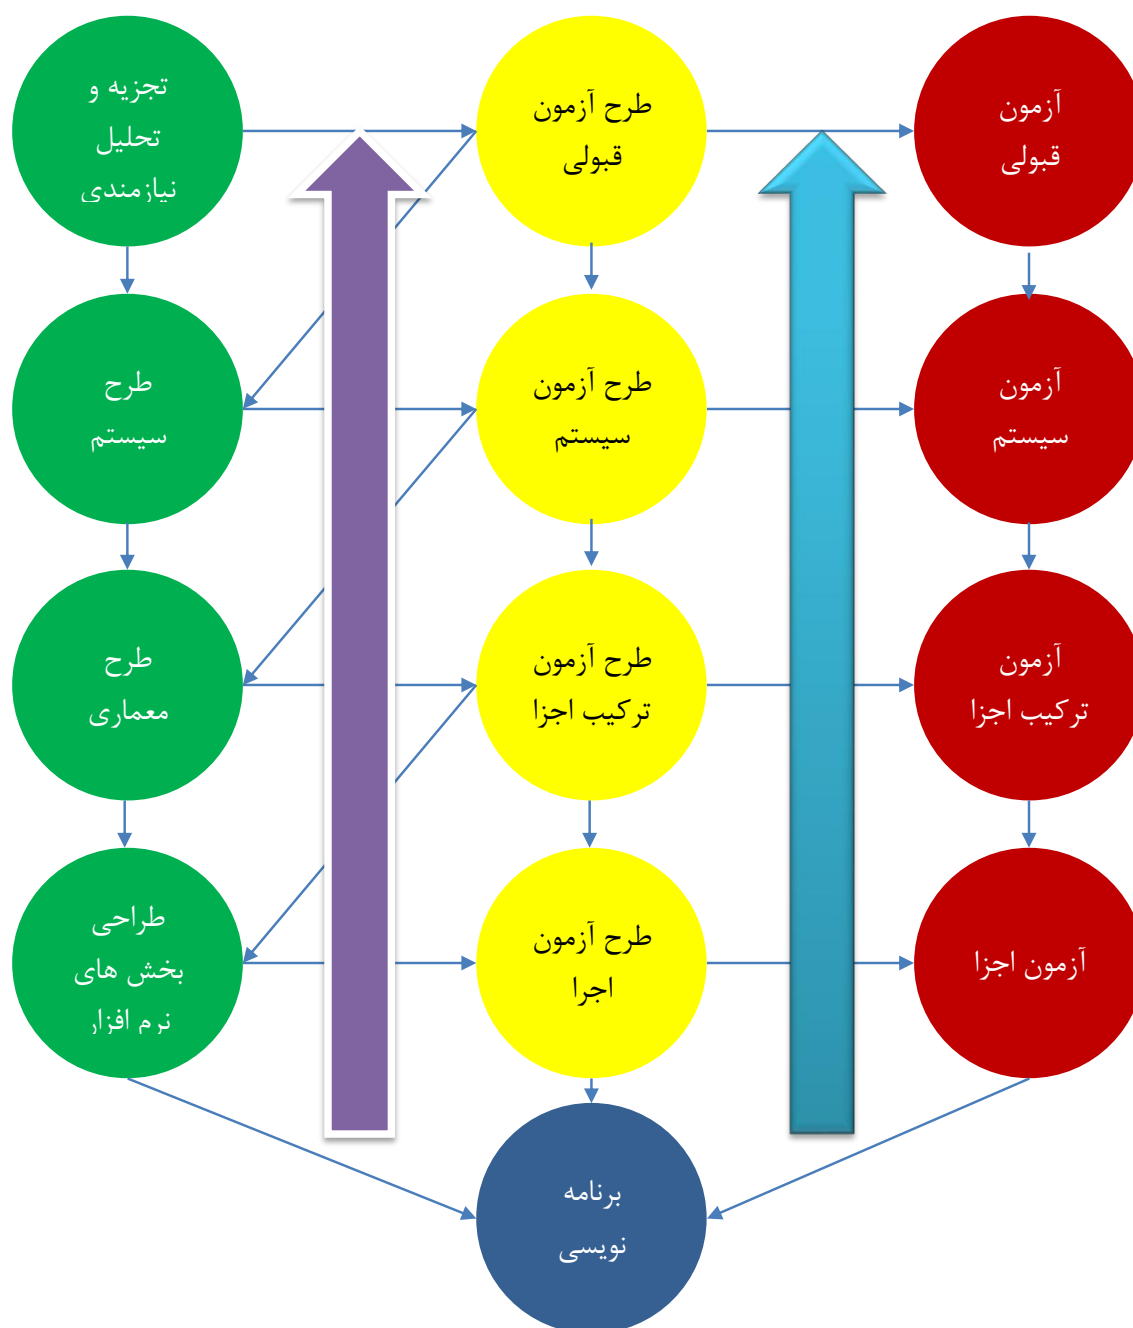 تجزیه و
تحلیل
نیازمندی
طرح آزمون
قبولی
آزمون
قبولی
طرح
سیستم
طرح آزمون
سیستم
آزمون
سیستم
طرح
معماری
طرح آزمون
ترکیب اجزا
آزمون
ترکیب اجزا
طراحی
بخش های
نرم افزار
طرح آزمون
اجرا
آزمون اجزا
برنامه
نویسی